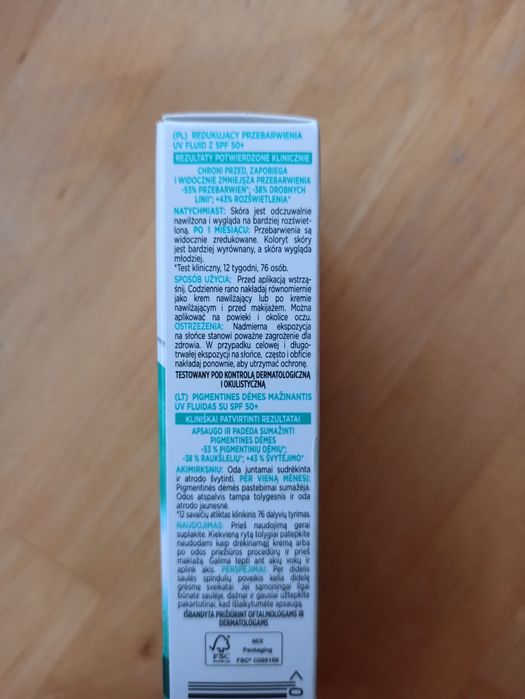 (PL) REDUKUJĄCY PRZEBARWIENIA
UV FLUID Z SPF 50+
REZULTATY POTWIERDZONE KLINICZNIE
CHRONI PRZED, ZAPOBIEGA
I WIDOCZNIE ZMNIEJSZA PRZEBARWIENIA
-53% PRZEBARWIEŃ*; -38% DROBNYCH
LINII*; +43% ROZŚWIETLENIA*
NATYCHMIAST: Skóra jest odczuwalnie
nawilżona i wygląda na bardziej rozświet-
loną. PO 1 MIESIĄCU: Przebarwienia są
widocznie zredukowane. Koloryt skóry
jest bardziej wyrównany, a skóra wygląda
młodziej.
*Test kliniczny, 12 tygodni, 76 osób.
SPOSÓB UŻYCIA: Przed aplikacją wstrzą-
śnij. Codziennie rano nakładaj równomiernie
jako krem nawilżający lub po kremie
nawilżającym i przed makijażem. Można
aplikować na powieki i okolice oczu.
OSTRZEŻENIA: Nadmierna ekspozycja
na słońce stanowi poważne zagrożenie dla
zdrowia. W przypadku celowej i długo-
trwałej ekspozycji na słońce, często i obficie
nakładaj ponownie, aby utrzymać ochronę.
TESTOWANY POD KONTROLĄ DERMATOLOGICZNĄ
I OKULISTYCZNĄ
(LT) PIGMENTINES DĖMES MAŽINANTIS
UV FLUIDAS SU SPF 50+
KLINIŠKAI PATVIRTINTI REZULTATAI
APSAUGO IR PADEDA SUMAŽINTI
PIGMENTINES DĖMES
-53 % PIGMENTINIŲ DĖMIŲ*;
-38 % RAUKŠLELIŲ*; +43 % ŠVYTĖJIMO*
AKIMIRKSNIU: Oda juntamai sudrėkinta
ir atrodo švytinti. PER VIENĄ MĖNESĮ:
Pigmentinės dėmės pastebimai sumažėja.
Odos atspalvis tampa tolygesnis ir oda
atrodo jaunesnė.
*12 savaičių atliktas klinikinis 76 dalyvių tyrimas.
NAUDOJIMAS: Prieš naudojimą gerai
suplakite. Kiekvieną rytą tolygiai patepkite
naudodami kaip drėkinamąjį kremą arba
po odos priežiūros procedūrų ir prieš
makiažą. Galima tepti ant akių vokų ir
aplink akis. PERSPĖJIMAI: Per didelis
saulės spindulių poveikis kelia didelę
grėsmę sveikatai. Jei sąmoningai ilgai
būnate saulėje, dažnai ir gausiai užtepkite
pakartotinai, kad išlaikytumėte apsaugą.
IŠBANDYTA PRIŽIŪRINT OFTALMOLOGAMS IR
DERMATOLOGAMS
FSC
MIX
Packaging
FSC® C095159